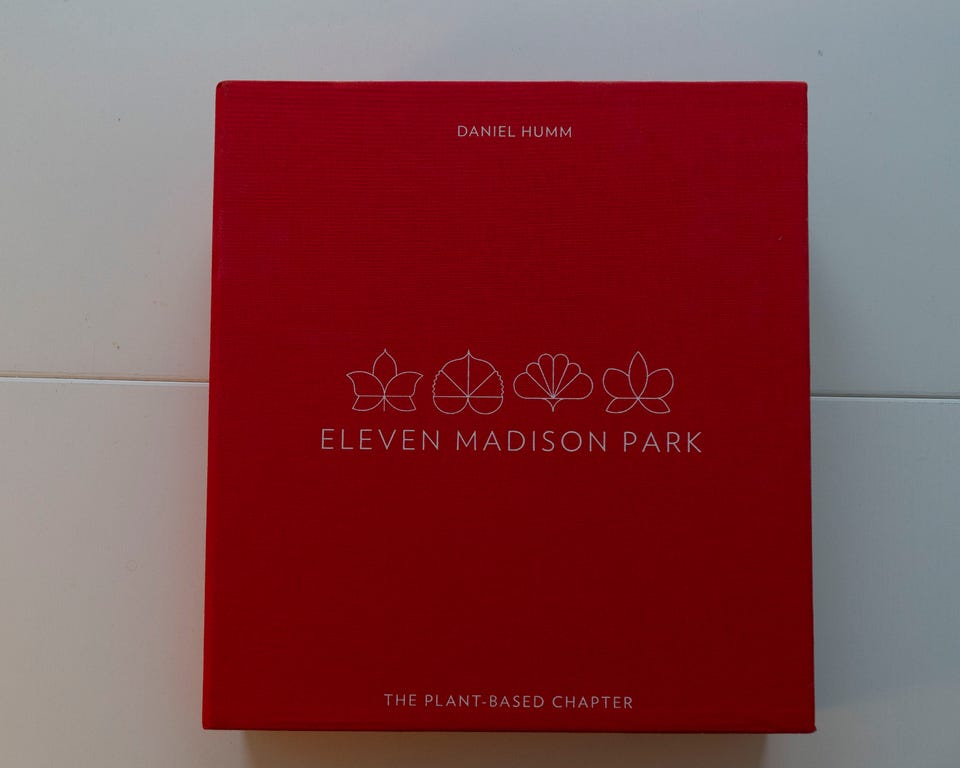 DANIEL HUMM
ELEVEN MADISON PARK
THE PLANT-BASED CHAPTER